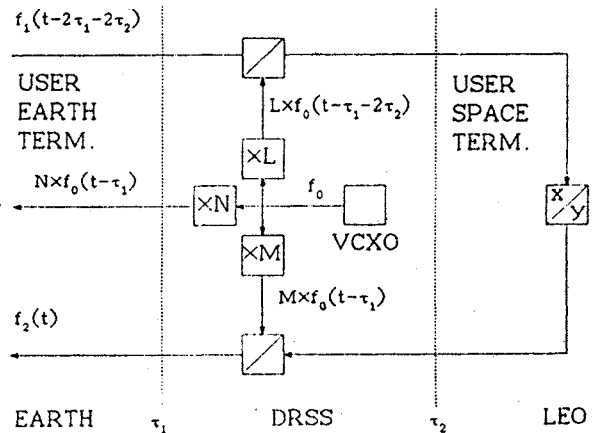 f₁(t-2τ₁-2τ₂)
USER
EARTH
TERM.
USER
SPACE
TERM.
L×f₀(t-τ₁-2τ₂)
×L
N×f₀(t-τ₁)
×N
f₀
VCXO
x/y
×M
M×f₀(t-τ₁)
f₂(t)
EARTH
τ₁
DRSS
τ₂
LEO